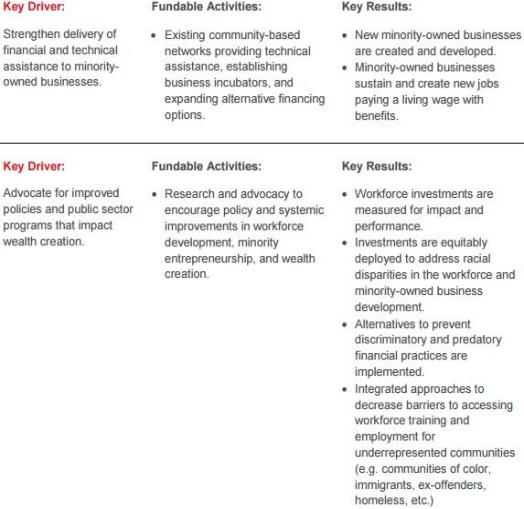 Key Driver:
Strengthen delivery of
financial and technical
assistance to minority-
owned businesses.
Fundable Activities:
• Existing community-based
networks providing technical
assistance, establishing
business incubators, and
expanding alternative financing
options.
Key Results:
• New minority-owned businesses
are created and developed.
• Minority-owned businesses
sustain and create new jobs
paying a living wage with
benefits.
Key Driver:
Advocate for improved
policies and public sector
programs that impact
wealth creation.
Fundable Activities:
• Research and advocacy to
encourage policy and systemic
improvements in workforce
development, minority
entrepreneurship, and wealth
creation.
Key Results:
• Workforce investments are
measured for impact and
performance.
• Investments are equitably
deployed to address racial
disparities in the workforce and
minority-owned business
development.
• Alternatives to prevent
discriminatory and predatory
financial practices are
implemented.
• Integrated approaches to
decrease barriers to accessing
workforce training and
employment for
underrepresented communities
(e.g. communities of color,
immigrants, ex-offenders,
homeless, etc.)